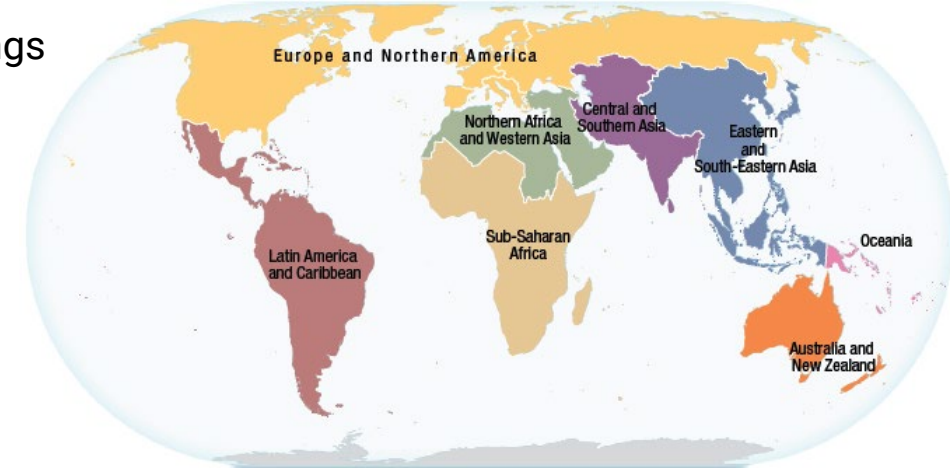 ngs
Europe and Northern America
Northern Africa
and Western Asia
Central and
Southern Asia
Eastern
and
South-Eastern Asia
Sub-Saharan
Africa
Oceania
Latin America
and Caribbean
Australia and
New Zealand